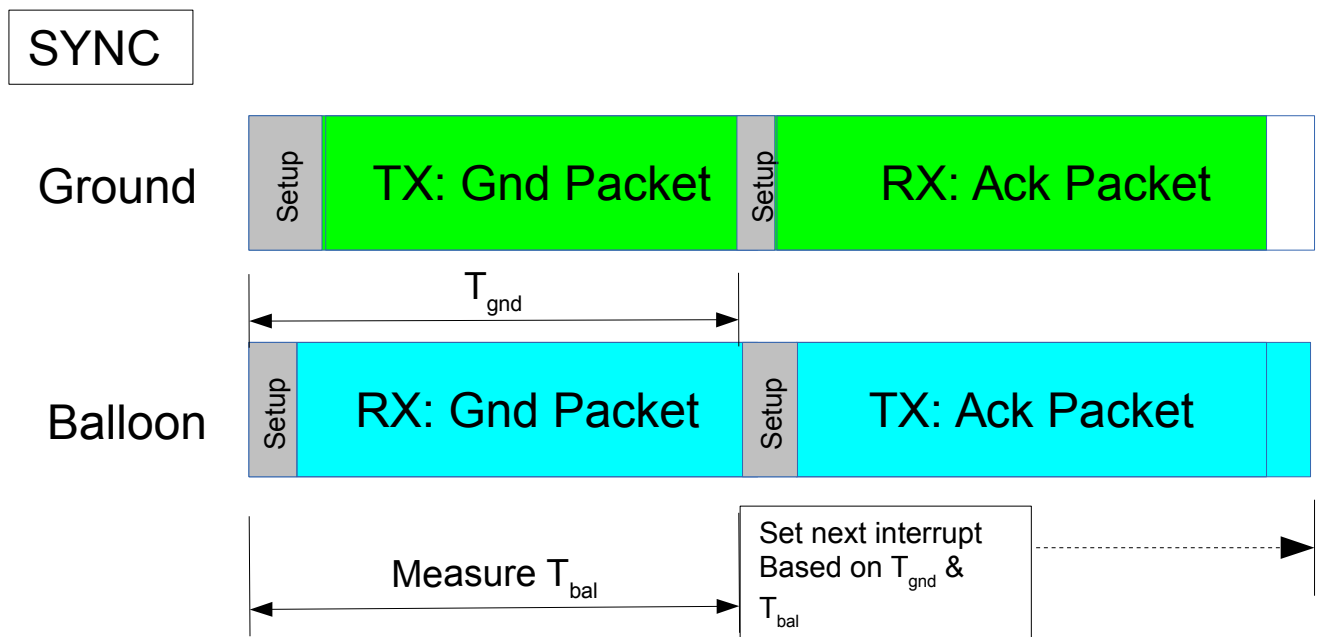 SYNC
Ground
Setup
TX: Gnd Packet
Setup
RX: Ack Packet
Tgnd
Balloon
Setup
RX: Gnd Packet
Setup
TX: Ack Packet
Measure Tbal
Set next interrupt
Based on Tgnd &
Tbal